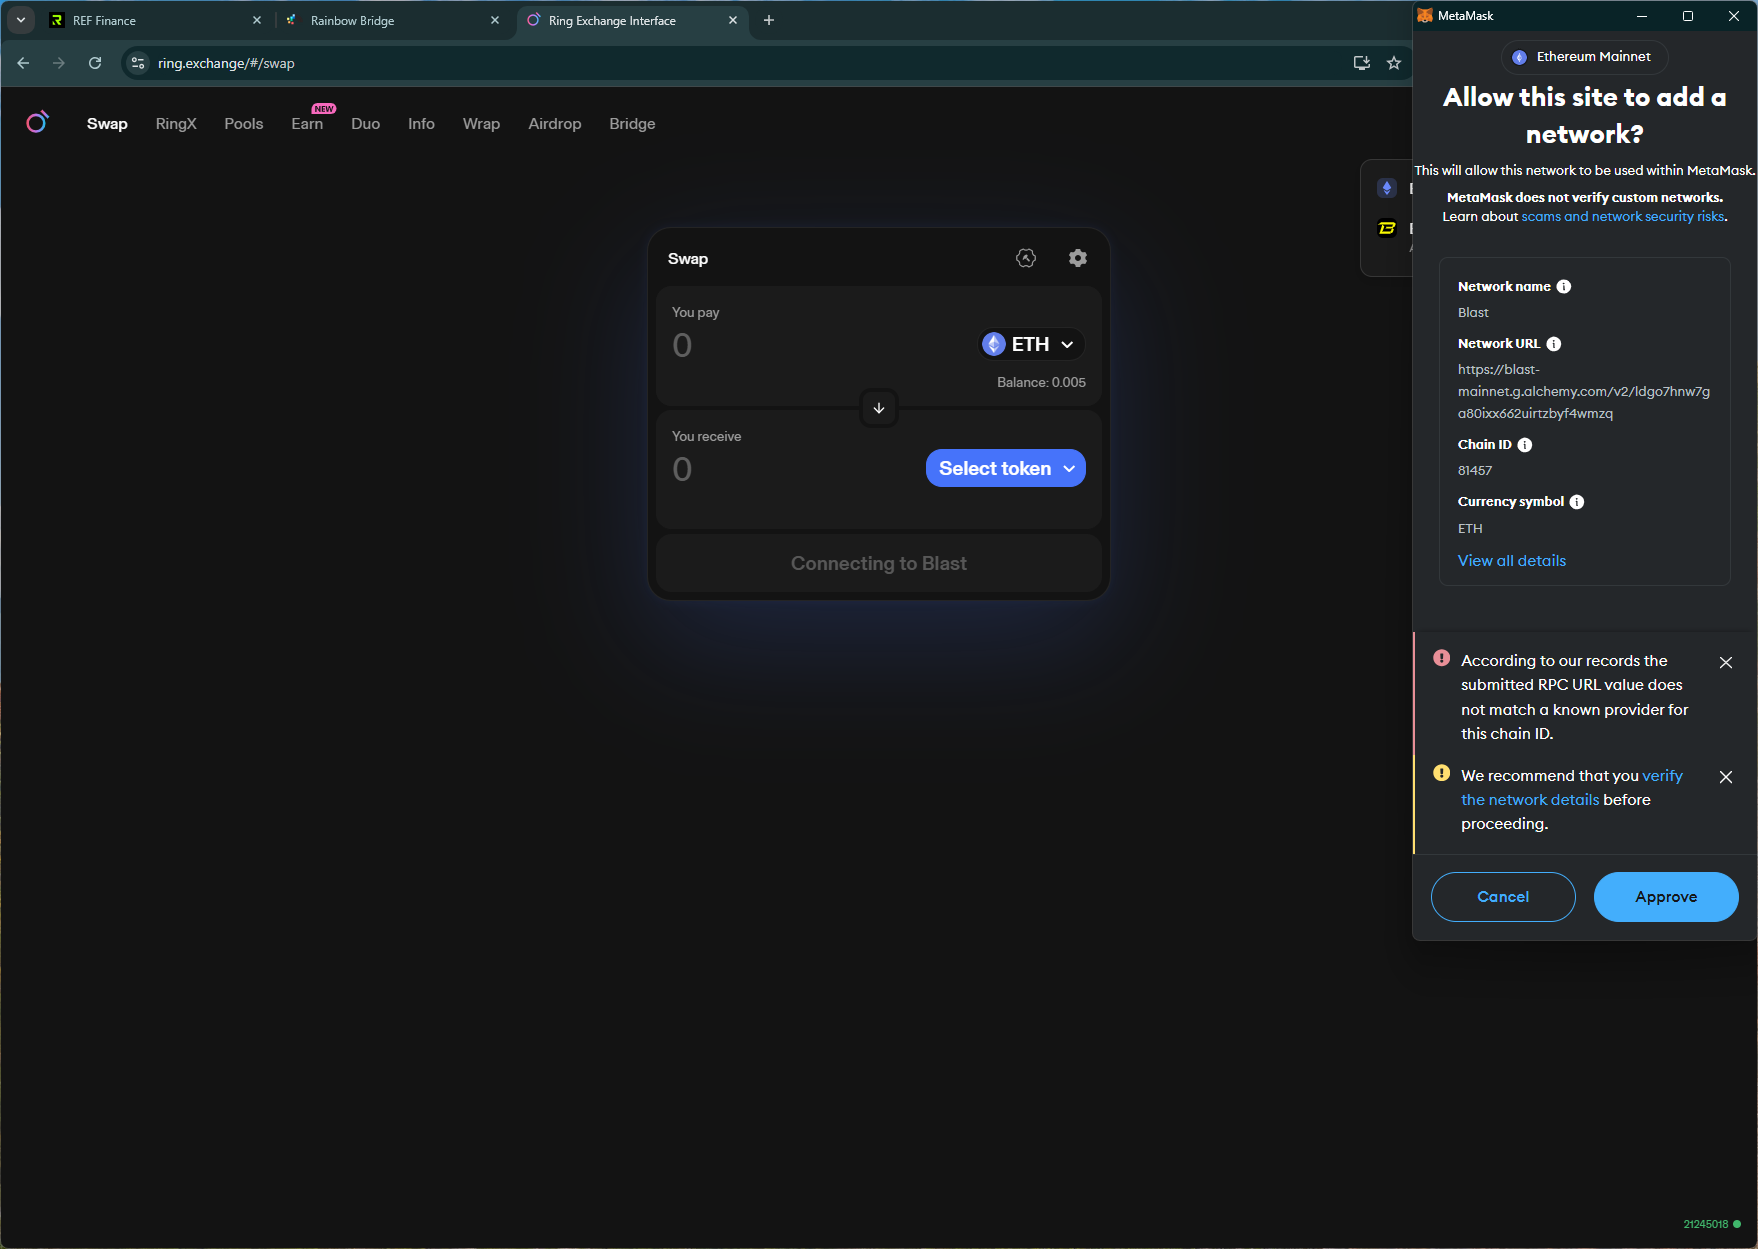 REF Finance
Rainbow Bridge
Ring Exchange Interface
MetaMask
ring.exchange/#/swap
Ethereum Mainnet
Swap
RingX
Pools
Earn
NEW
Duo
Info
Wrap
Airdrop
Bridge
Swap
You pay
0
ETH
Balance: 0.005
You receive
0
Select token
Connecting to Blast
Allow this site to add a
network?
This will allow this network to be used within MetaMask.
MetaMask does not verify custom networks.
Learn about scams and network security risks.
Network name
Blast
Network URL
https://blast-
mainnet.g.alchemy.com/v2/ldgo7hnw7g
a80ixx662uirtzbyf4wmzq
Chain ID
81457
Currency symbol
ETH
View all details
According to our records the
submitted RPC URL value does
not match a known provider for
this chain ID.
We recommend that you verify
the network details before
proceeding.
Cancel
Approve
21245018